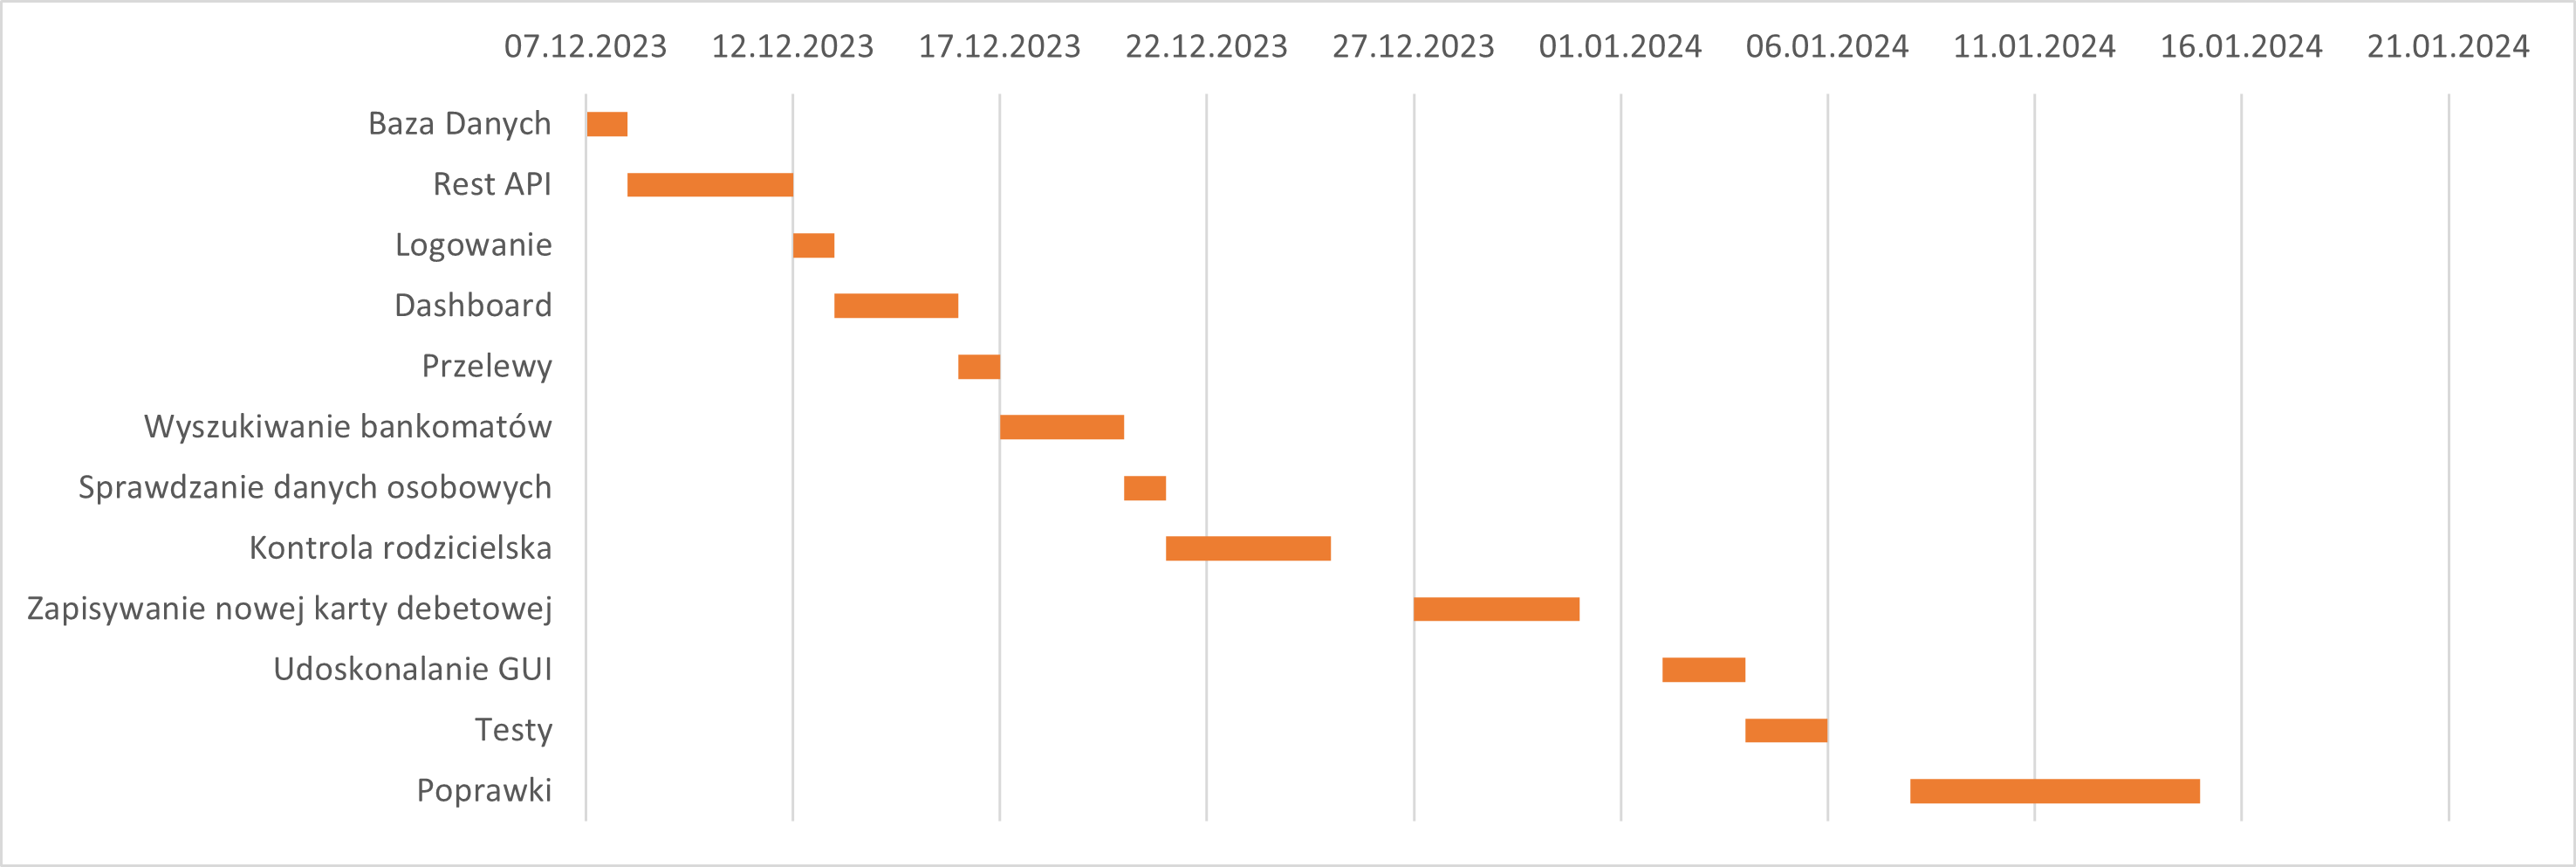 07.12.2023 12.12.2023 17.12.2023 22.12.2023 27.12.2023 01.01.2024 06.01.2024 11.01.2024 16.01.2024 21.01.2024
Baza Danych
Rest API
Logowanie
Dashboard
Przelewy
Wyszukiwanie bankomatów
Sprawdzanie danych osobowych
Kontrola rodzicielska
Zapisywanie nowej karty debetowej
Udoskonalanie GUI
Testy
Poprawki